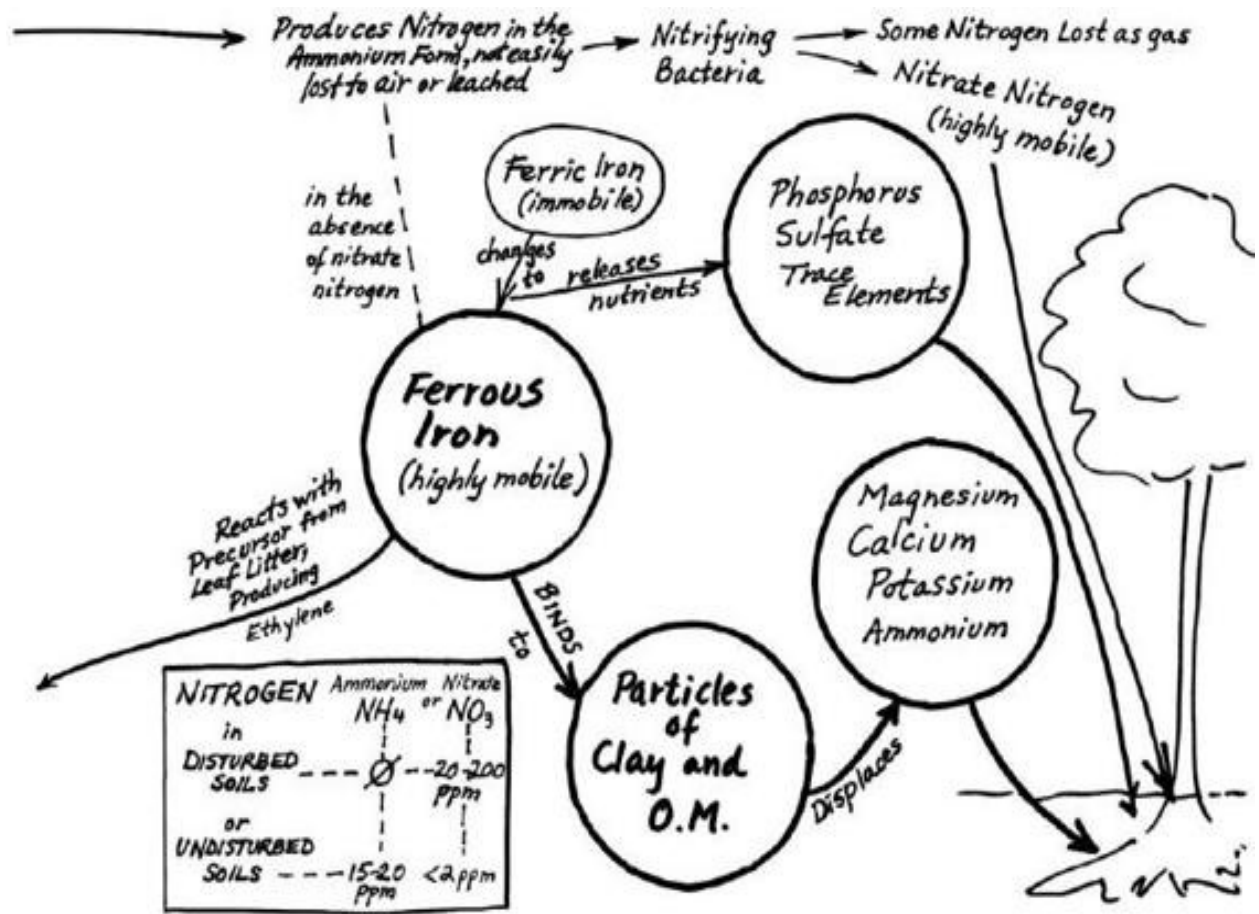 Produces Nitrogen in the
Ammonium Form, not easily
lost to air or leached
Nitrifying
Bacteria
Some Nitrogen Lost as gas
Nitrate Nitrogen
(highly mobile)
in the
absence
of nitrate
nitrogen
Ferric Iron
(immobile)
changes
to
releases
nutrients
Phosphorus
Sulfate
Trace
Elements
Ferrous
Iron
(highly mobile)
Reacts with
Precursor from
Leaf Litter,
Producing
Ethylene
BINDS
to
Magnesium
Calcium
Potassium
Ammonium
Particles
of
Clay and
O.M.
Displaces
NITROGEN Ammonium or Nitrate
NH4 NO3
in
DISTURBED
SOILS Ø 20-200
ppm
or
UNDISTURBED
SOILS 15-20
ppm <2 ppm